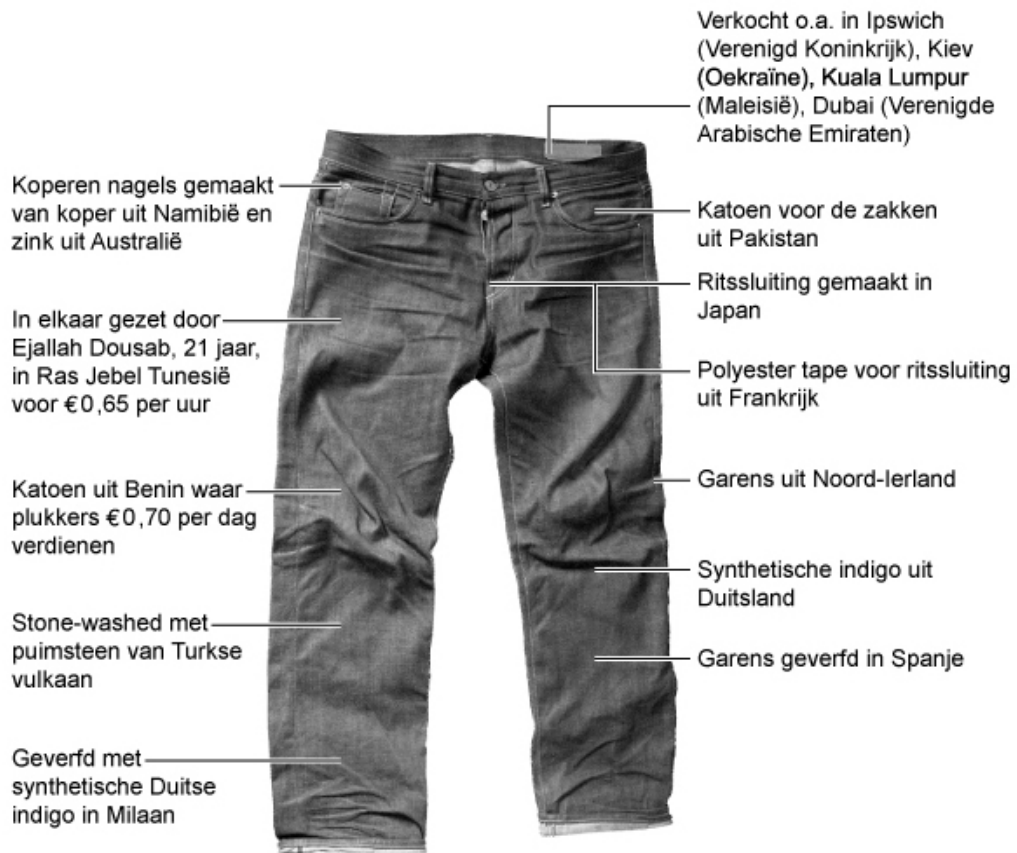 Verkocht o.a. in Ipswich
(Verenigd Koninkrijk), Kiev
(Oekraïne), Kuala Lumpur
(Maleisië), Dubai (Verenigde
Arabische Emiraten)
Koperen nagels gemaakt
van koper uit Namibië en
zink uit Australië
In elkaar gezet door
Ejallah Dousab, 21 jaar,
in Ras Jebel Tunesië
voor €0,65 per uur
Katoen uit Benin waar
plukkers €0,70 per dag
verdienen
Stone-washed met
puimsteen van Turkse
vulkaan
Geverfd met
synthetische Duitse
indigo in Milaan
Katoen voor de zakken
uit Pakistan
Ritssluiting gemaakt in
Japan
Polyester tape voor ritssluiting
uit Frankrijk
Garens uit Noord-Ierland
Synthetische indigo uit
Duitsland
Garens geverfd in Spanje